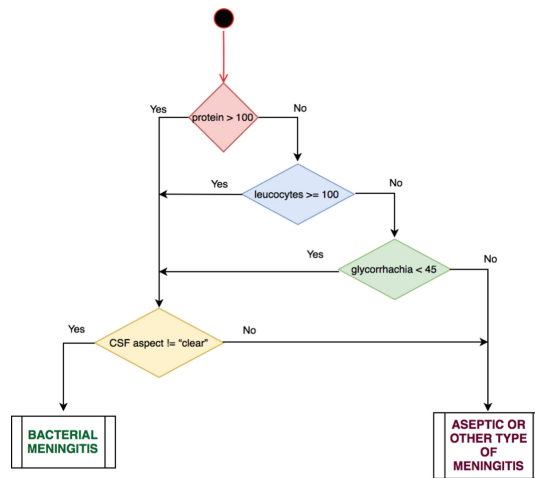 protein > 100
Yes
No
leucocytes >= 100
Yes
No
glycorrhachia < 45
Yes
No
CSF aspect != “clear”
Yes
No
BACTERIAL
MENINGITIS
ASEPTIC OR
OTHER TYPE
OF
MENINGITIS